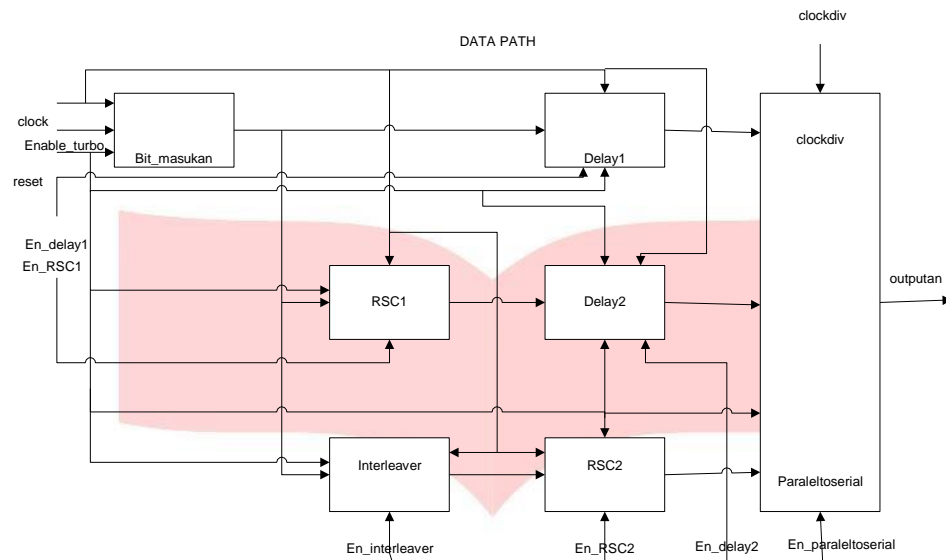 clockdiv
DATA PATH
clock
Enable_turbo
Bit_masukan
Delay1
clockdiv
reset
En_delay1
En_RSC1
RSC1
Delay2
outputan
Interleaver
RSC2
Paraleltoserial
En_interleaver
En_RSC2
En_delay2
En_paraleltoserial